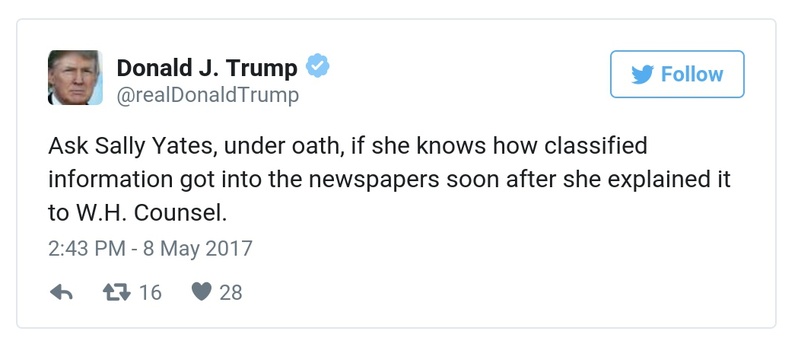 Donald J. Trump
@realDonaldTrump
Follow
Ask Sally Yates, under oath, if she knows how classified
information got into the newspapers soon after she explained it
to W.H. Counsel.
2:43 PM - 8 May 2017
16 28